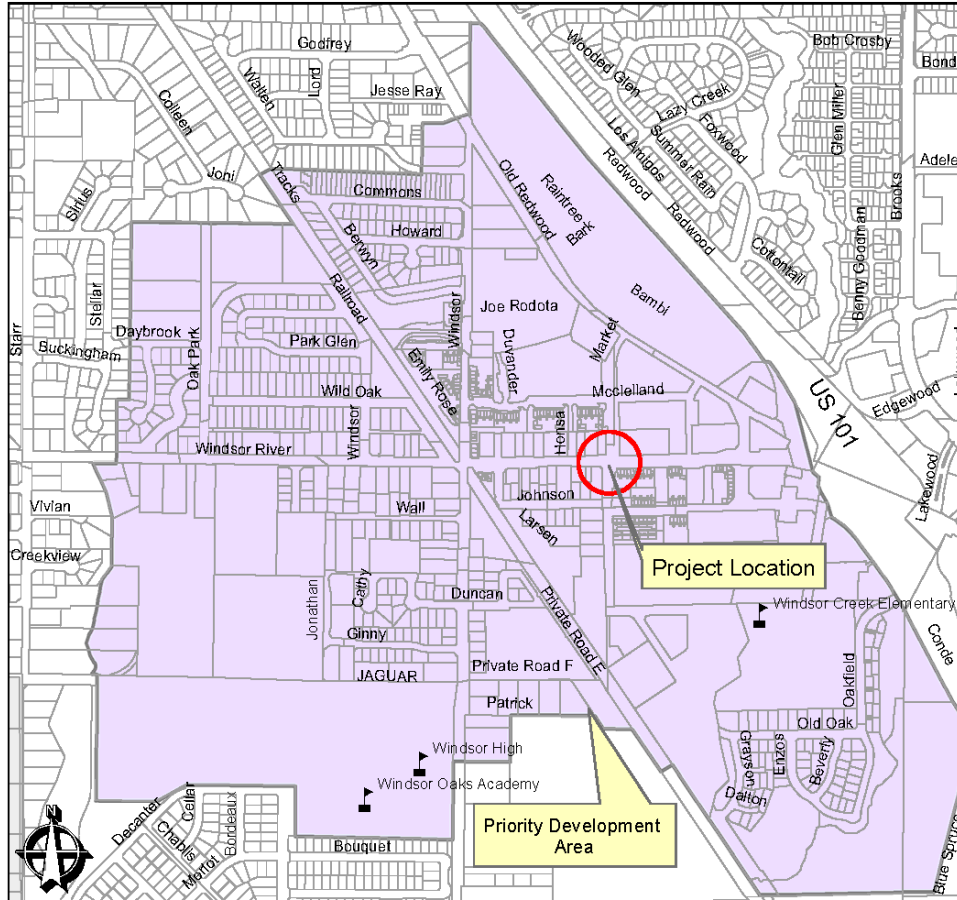 Godfrey
Bob Crosby
Wooded Glen
Bond
Walten
Lord
Jesse Ray
Lazy Creek
Glen Miller
Colleen
Foxwood
Los Amigos
Summer Rain
Redwood
Adele
Joni
Tracks
Commons
Old Redwood
Raintree
Bark
Redwood
Brooks
Sirius
Howard
Berwyn
Cottontail
Benny Goodman
Stellar
Railroad
Windsor
Joe Rodota
Bambi
Starr
Daybrook
Buckingham
Oak Park
Park Glen
Emily Rose
Duvander
Market
Wild Oak
Mcclelland
US 101
Edgewood
Windsor
Honsa
Windsor River
Lakewood
Vivian
Wall
Johnson
Larsen
Creekview
Project Location
Jonathan
Cathy
Duncan
Private Road E
Windsor Creek Elementary
Ginny
Conde
JAGUAR
Private Road F
Oakfield
Patrick
Old Oak
Windsor High
Grayson
Enzos
Beverly
Windsor Oaks Academy
Dalton
N
Decanter
Cellar
Chablis
Merlot
Bordeaux
Priority Development
Area
Bouquet
Blue Spruce